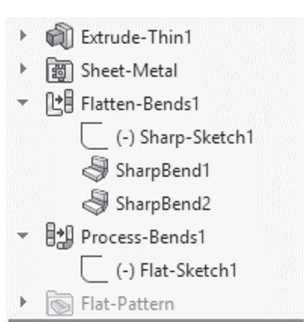 Extrude-Thin1
Sheet-Metal
Flatten-Bends1
(-) Sharp-Sketch1
SharpBend1
SharpBend2
Process-Bends1
(-) Flat-Sketch1
Flat-Pattern